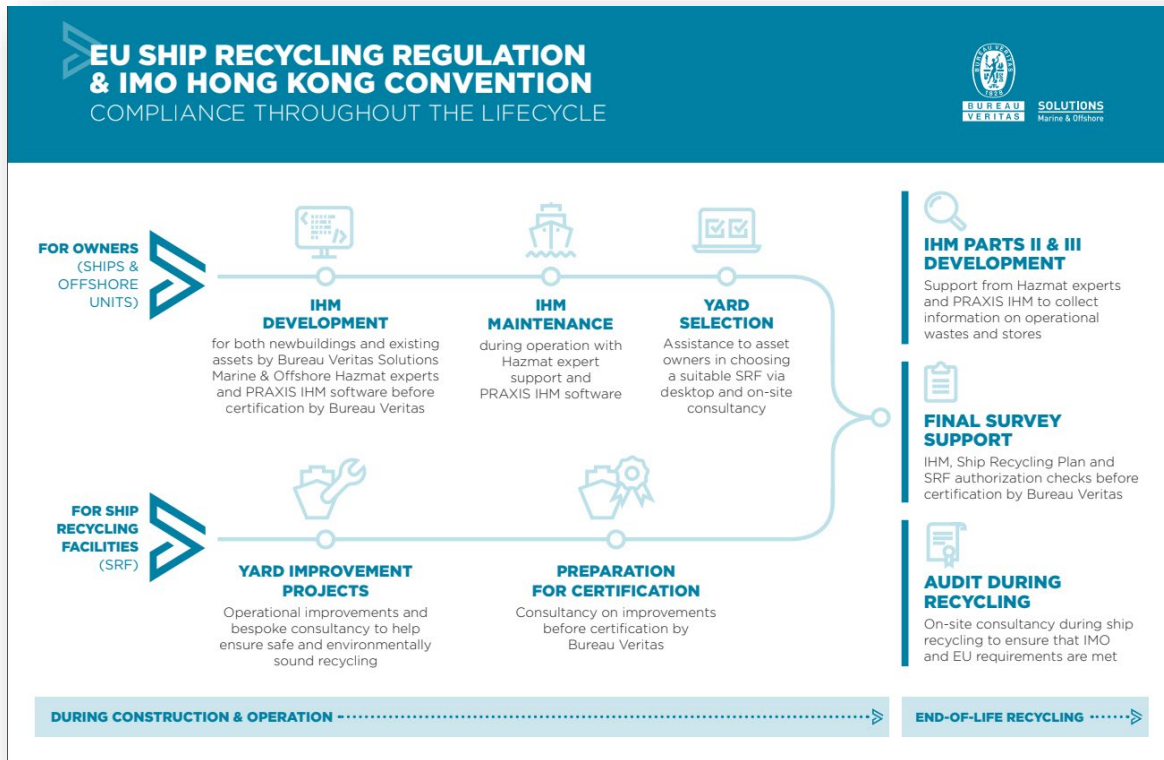 EU SHIP RECYCLING REGULATION
& IMO HONG KONG CONVENTION
COMPLIANCE THROUGHOUT THE LIFECYCLE
BUREAU VERITAS
1828
BUREAU
VERITAS
SOLUTIONS
Marine & Offshore
FOR OWNERS
(SHIPS &
OFFSHORE
UNITS)
IHM
DEVELOPMENT
for both newbuildings and existing
assets by Bureau Veritas Solutions
Marine & Offshore Hazmat experts
and PRAXIS IHM software before
certification by Bureau Veritas
IHM
MAINTENANCE
during operation with
Hazmat expert
support and
PRAXIS IHM software
YARD
SELECTION
Assistance to asset
owners in choosing
a suitable SRF via
desktop and on-site
consultancy
FOR SHIP
RECYCLING
FACILITIES
(SRF)
YARD IMPROVEMENT
PROJECTS
Operational improvements and
bespoke consultancy to help
ensure safe and environmentally
sound recycling
PREPARATION
FOR CERTIFICATION
Consultancy on improvements
before certification by
Bureau Veritas
IHM PARTS II & III
DEVELOPMENT
Support from Hazmat experts
and PRAXIS IHM to collect
information on operational
wastes and stores
FINAL SURVEY
SUPPORT
IHM, Ship Recycling Plan and
SRF authorization checks before
certification by Bureau Veritas
AUDIT DURING
RECYCLING
On-site consultancy during ship
recycling to ensure that IMO
and EU requirements are met
DURING CONSTRUCTION & OPERATION
END-OF-LIFE RECYCLING